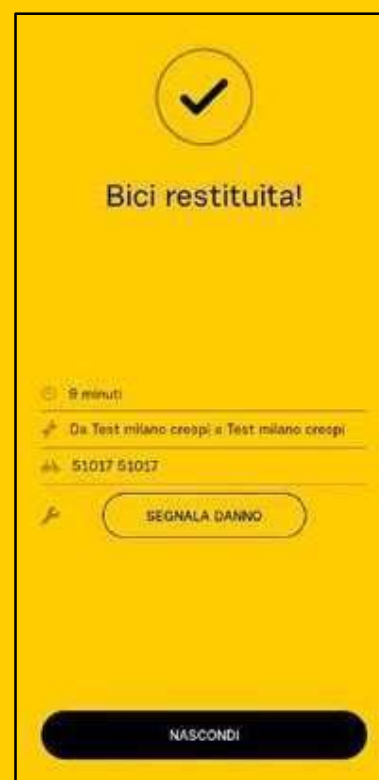 Bici restituita!
9 minuti
Da Test milano crespi a Test milano crespi
51017 51017
SEGNALA DANNO
NASCONDI